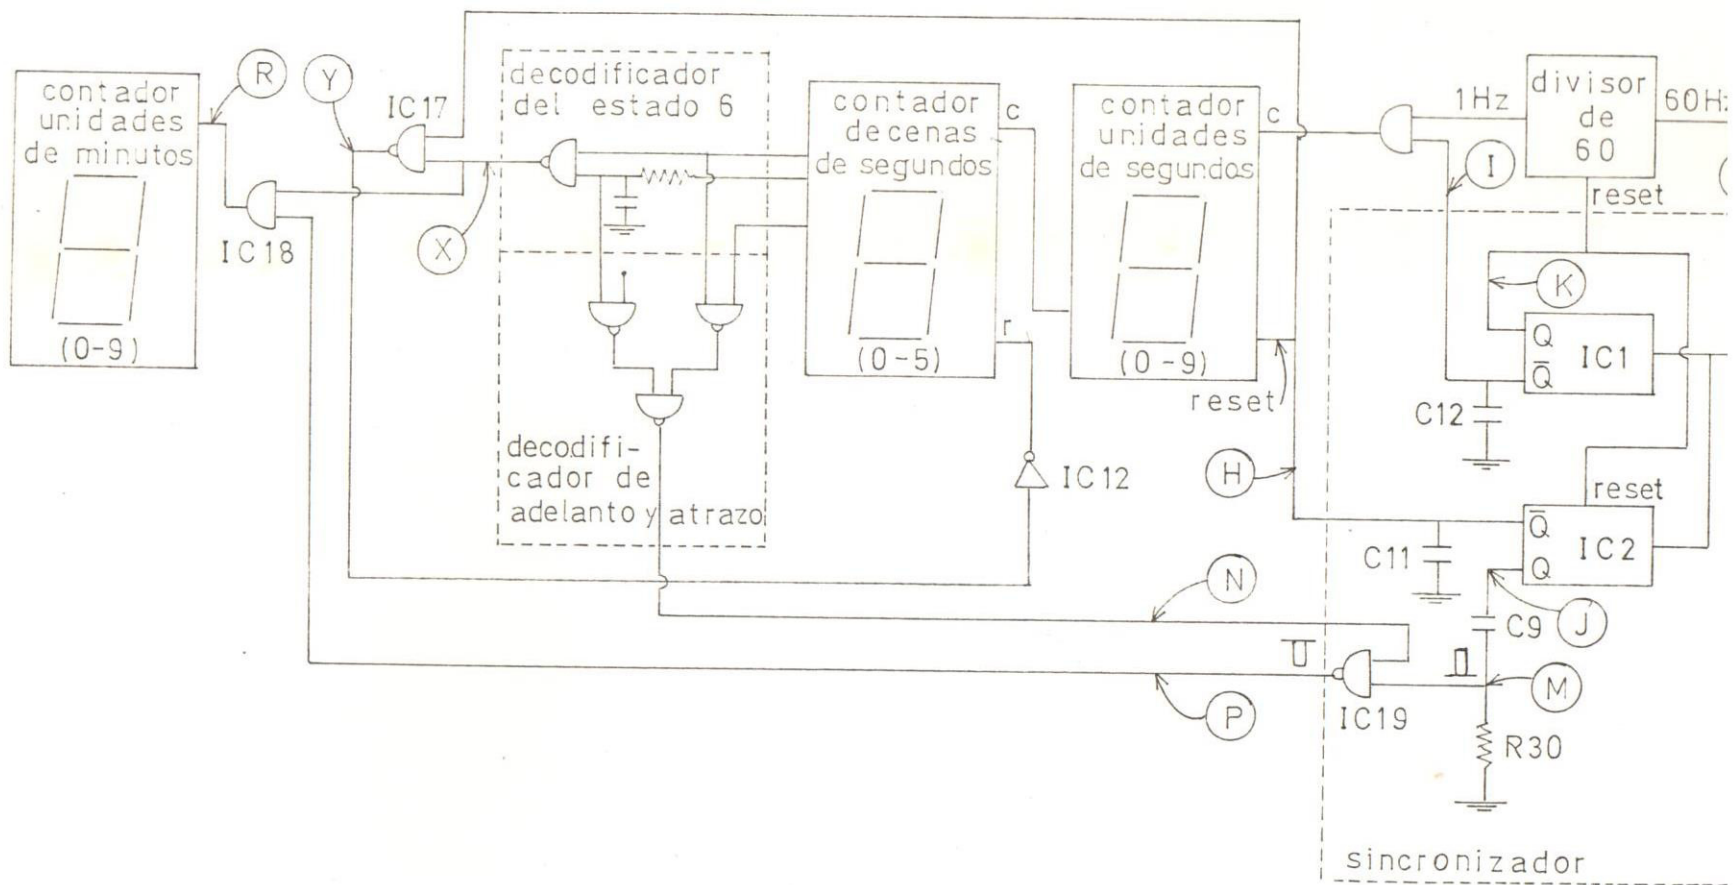 contador
unidades
de minutos
(0-9)
R
Y
IC17
IC18
X
decodificador
del estado 6
decodifi-
cador de
adelanto y atrazo
contador
decenas
de segundos
(0-5)
c
r
IC12
contador
unidades
de segundos
(0-9)
c
reset
H
1Hz
divisor
de
60
60Hz
reset
I
K
Q
Q̅
IC1
C12
reset
Q̅
Q
IC2
C11
C9
J
N
M
P
IC19
R30
sincronizador